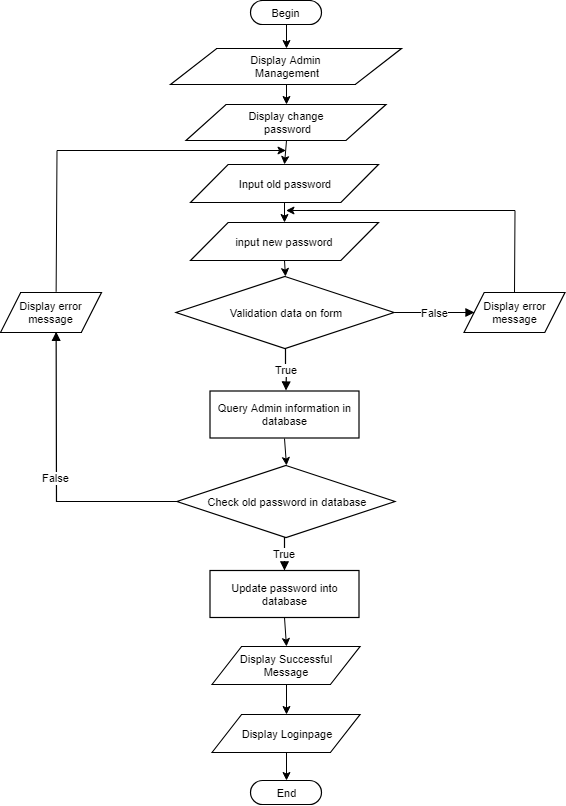 Begin
Display Admin
Management
Display change
password
Input old password
input new password
Display error
message
Validation data on form
False
Display error
message
True
Query Admin information in
database
False
Check old password in database
True
Update password into
database
Display Successful
Message
Display Loginpage
End